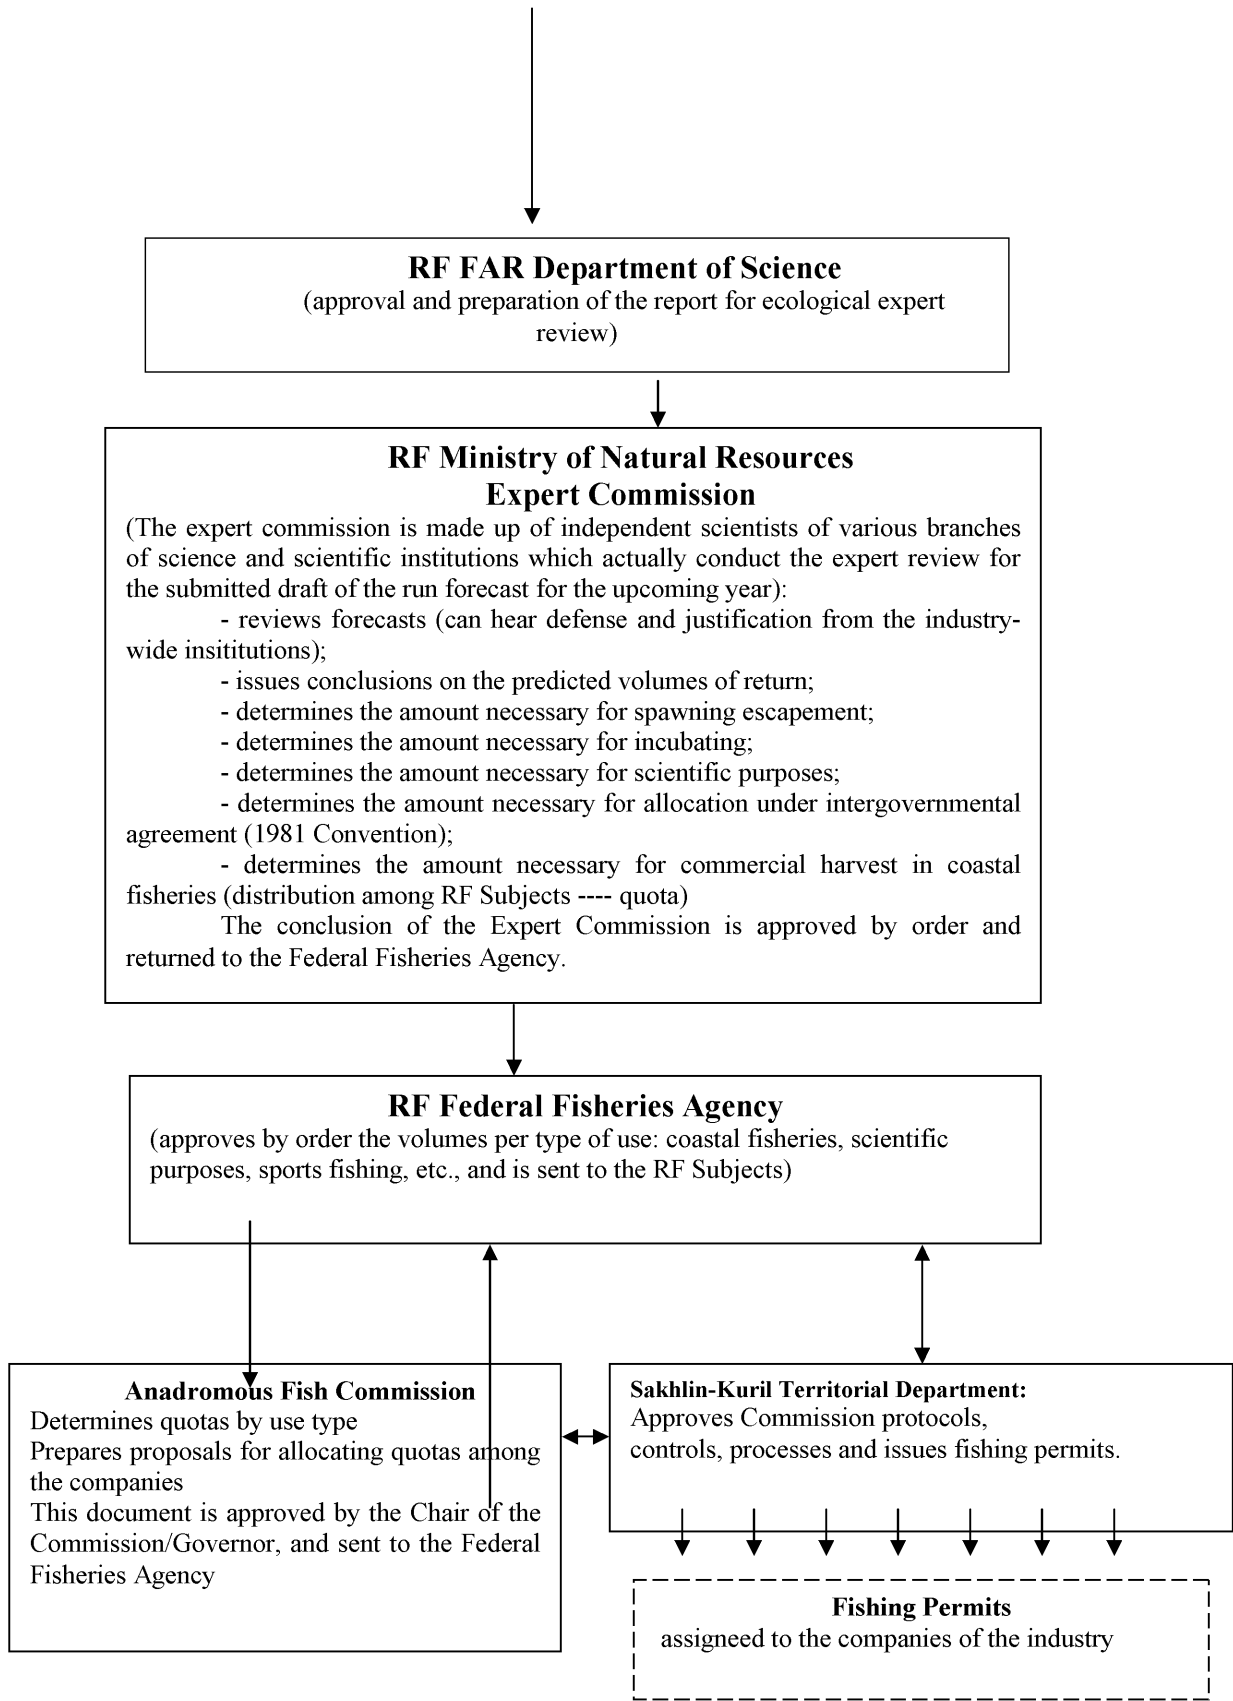 RF FAR Department of Science
(approval and preparation of the report for ecological expert
review)
RF Ministry of Natural Resources
Expert Commission
(The expert commission is made up of independent scientists of various branches
of science and scientific institutions which actually conduct the expert review for
the submitted draft of the run forecast for the upcoming year):
- reviews forecasts (can hear defense and justification from the industry-
wide insititutions);
- issues conclusions on the predicted volumes of return;
- determines the amount necessary for spawning escapement;
- determines the amount necessary for incubating;
- determines the amount necessary for scientific purposes;
- determines the amount necessary for allocation under intergovernmental
agreement (1981 Convention);
- determines the amount necessary for commercial harvest in coastal
fisheries (distribution among RF Subjects ---- quota)
The conclusion of the Expert Commission is approved by order and
returned to the Federal Fisheries Agency.
RF Federal Fisheries Agency
(approves by order the volumes per type of use: coastal fisheries, scientific
purposes, sports fishing, etc., and is sent to the RF Subjects)
Anadromous Fish Commission
Determines quotas by use type
Prepares proposals for allocating quotas among
the companies
This document is approved by the Chair of the
Commission/Governor, and sent to the Federal
Fisheries Agency
Sakhlin-Kuril Territorial Department:
Approves Commission protocols,
controls, processes and issues fishing permits.
Fishing Permits
assigneed to the companies of the industry